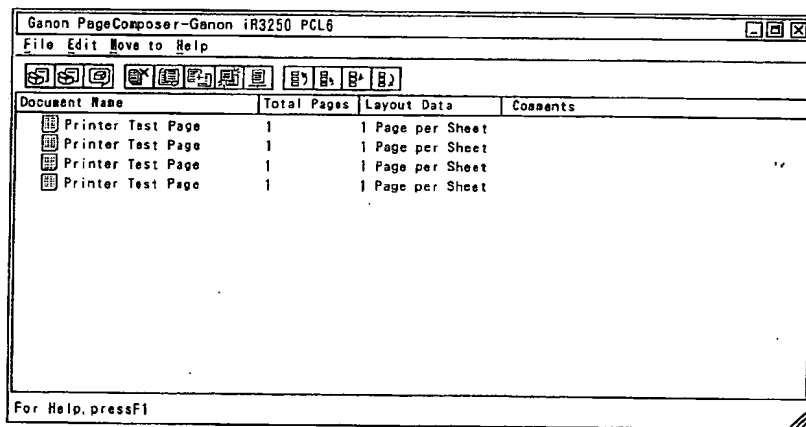 Ganon PageComposer-Ganon iR3250 PCL6
File Edit Move to Help
Document Name Total Pages Layout Data Comments
Printer Test Page 1 1 Page per Sheet
Printer Test Page 1 1 Page per Sheet
Printer Test Page 1 1 Page per Sheet
Printer Test Page 1 1 Page per Sheet
For Help,pressF1